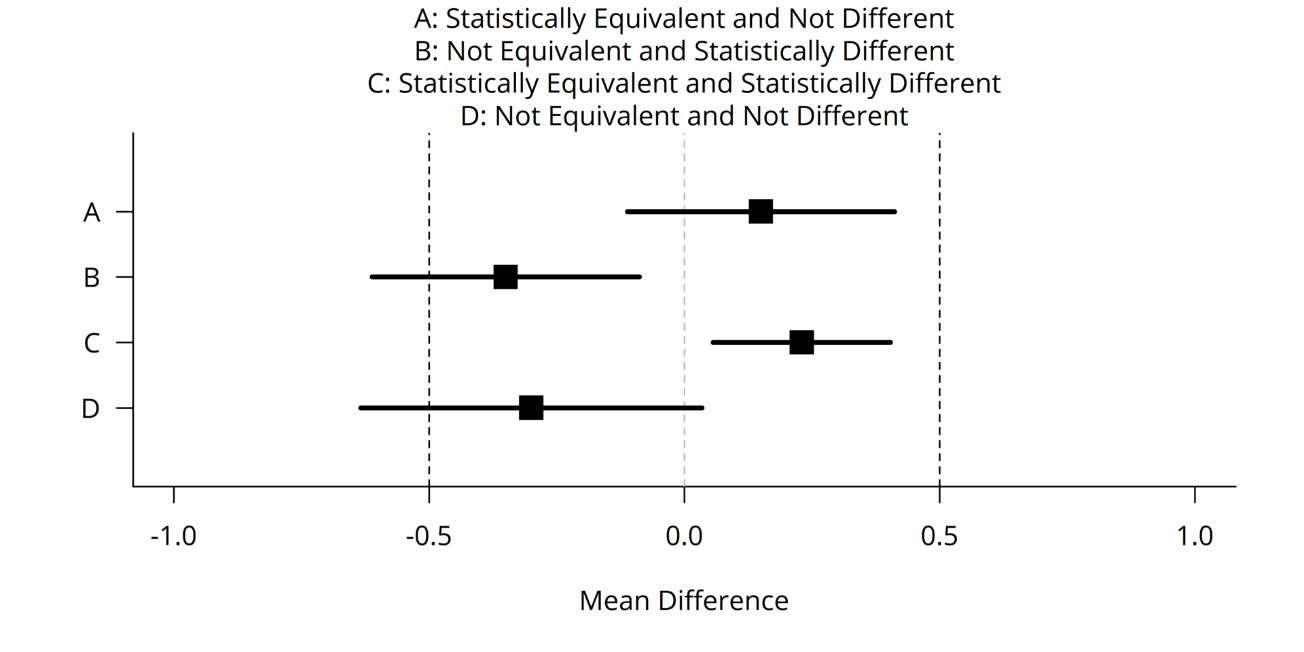 A: Statistically Equivalent and Not Different
B: Not Equivalent and Statistically Different
C: Statistically Equivalent and Statistically Different
D: Not Equivalent and Not Different
A
B
C
D
-1.0 -0.5 0.0 0.5 1.0
Mean Difference